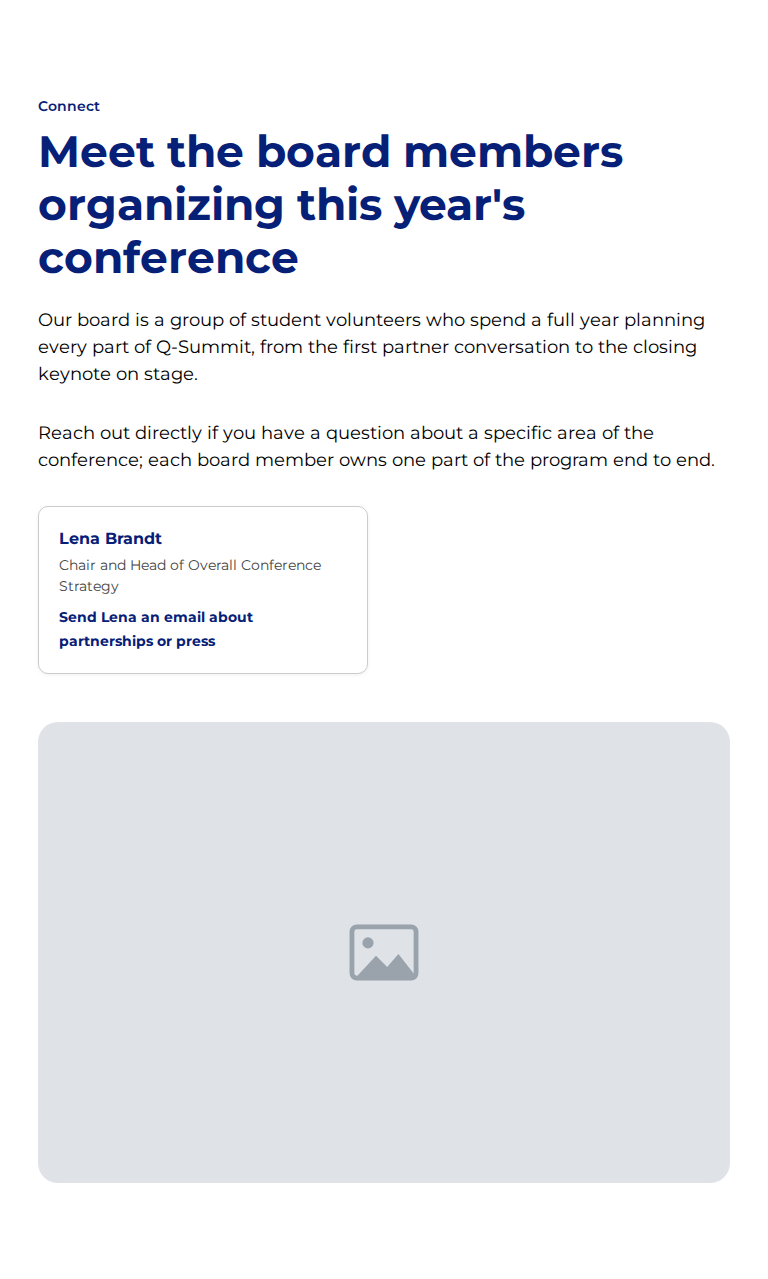 Connect
Meet the board members
organizing this year's
conference
Our board is a group of student volunteers who spend a full year planning
every part of Q-Summit, from the first partner conversation to the closing
keynote on stage.
Reach out directly if you have a question about a specific area of the
conference; each board member owns one part of the program end to end.
Lena Brandt
Chair and Head of Overall Conference
Strategy
Send Lena an email about
partnerships or press